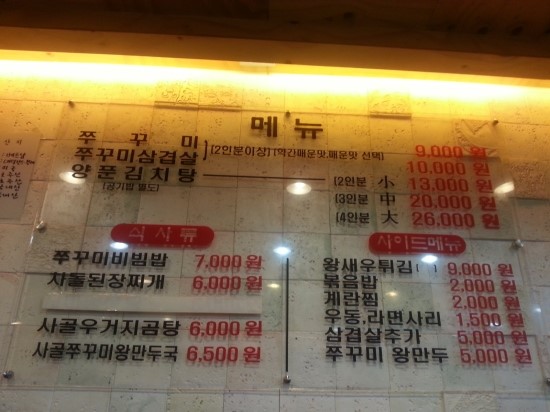 메뉴
쭈꾸미 9,000 원
쭈꾸미삼겹살 [2인분이상] [약간매운맛,매운맛 선택] 10,000 원
양푼김치탕 [2인분 小 13,000 원
(공기밥 별도) [3인분 中 20,000 원
[4인분 大 26,000 원
식사류
쭈꾸미비빔밥 7,000 원
차돌된장찌개 6,000 원
사골우거지곰탕 6,000 원
사골쭈꾸미왕만두국 6,500 원
사이드메뉴
왕새우튀김 ( ) 9,000 원
볶음밥 2,000 원
계란찜 2,000 원
우동,라면사리 1,500 원
삼겹살추가 5,000 원
쭈꾸미 왕만두 5,000 원